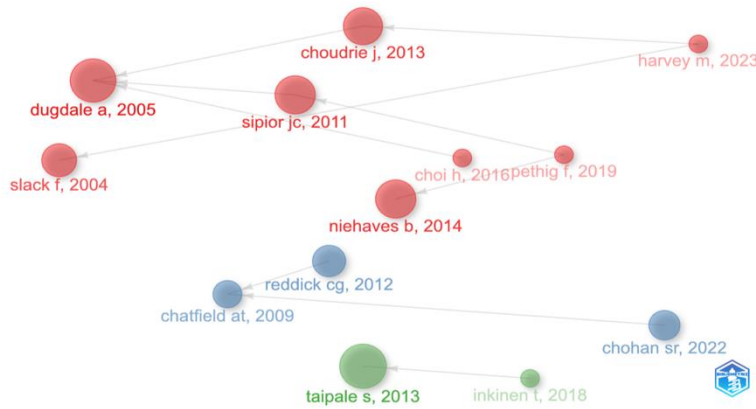 choudrie j, 2013
harvey m, 2023
dugdale a, 2005
sipior jc, 2011
choi h, 2016
pethig f, 2019
slack f, 2004
niehaves b, 2014
reddick cg, 2012
chatfield at, 2009
chohan sr, 2022
taipale s, 2013
inkinen t, 2018